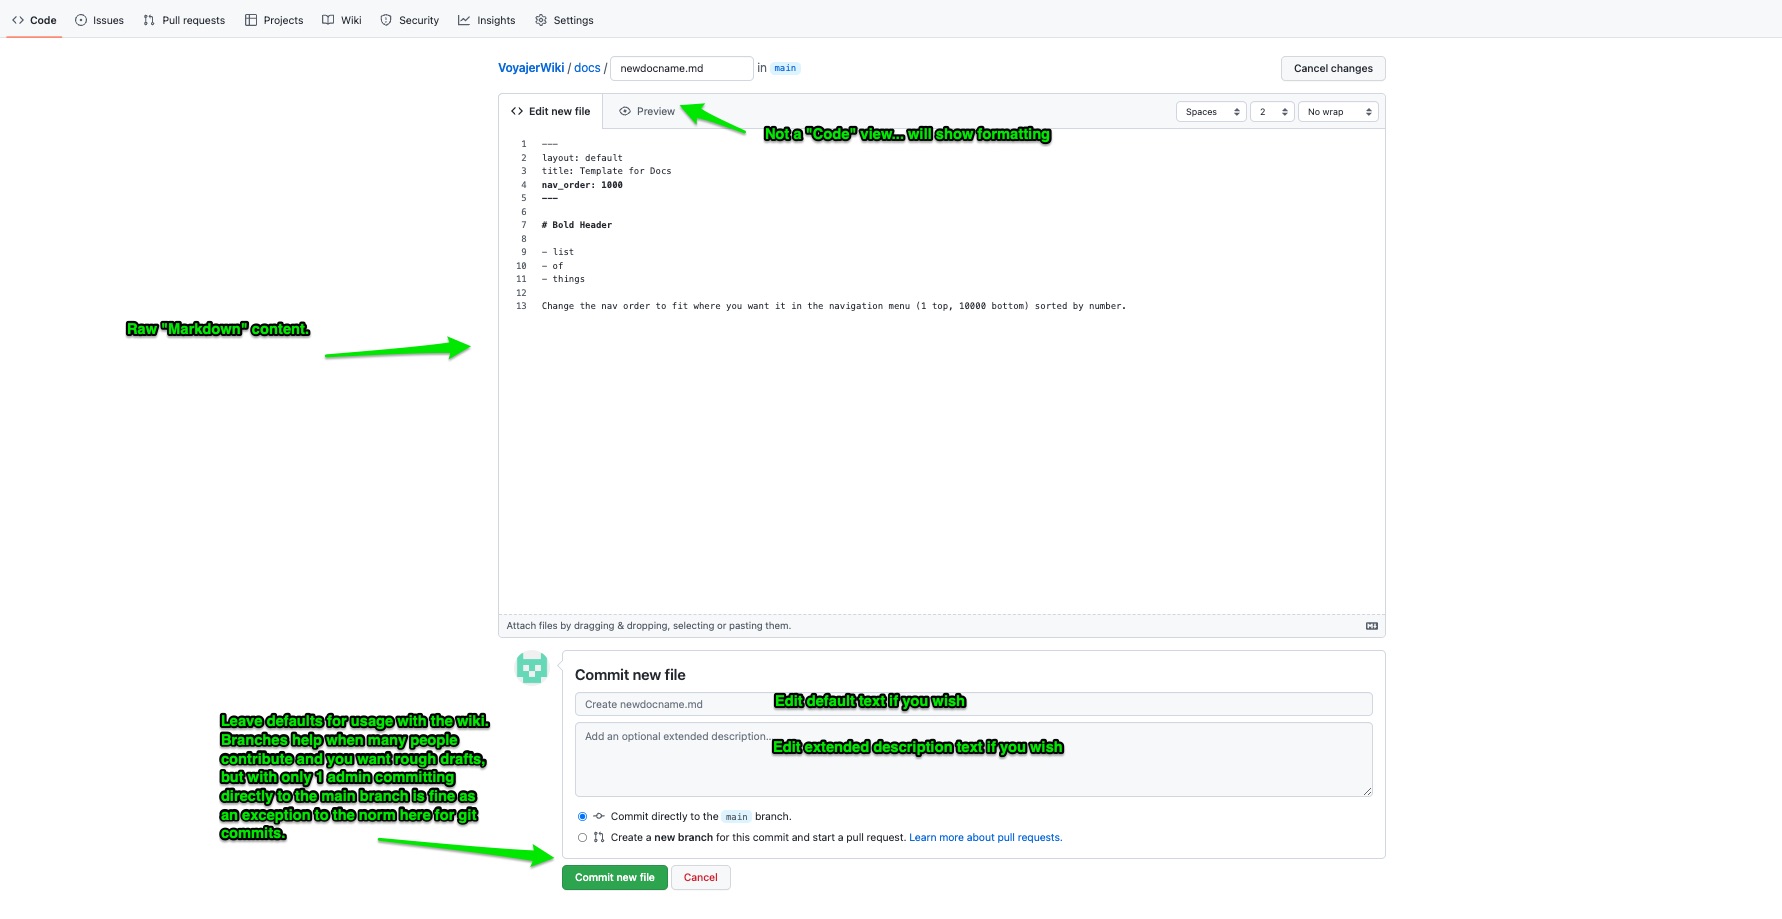 Code Issues Pull requests Projects Wiki Security Insights Settings
VoyajerWiki / docs / newdocname.md in main Cancel changes
Edit new file Preview Spaces 2 No wrap
Not a "Code" view... will show formatting
1 ---
2 layout: default
3 title: Template for Docs
4 nav_order: 1000
5 ---
6
7 # Bold Header
8
9 - list
10 - of
11 - things
12
13 Change the nav order to fit where you want it in the navigation menu (1 top, 10000 bottom) sorted by number.
Raw "Markdown" content.
Attach files by dragging & dropping, selecting or pasting them.
Commit new file
Create newdocname.md
Edit default text if you wish
Add an optional extended description...
Edit extended description text if you wish
Leave defaults for usage with the wiki.
Branches help when many people
contribute and you want rough drafts,
but with only 1 admin committing
directly to the main branch is fine as
an exception to the norm here for git
commits.
Commit directly to the main branch.
Create a new branch for this commit and start a pull request. Learn more about pull requests.
Commit new file Cancel